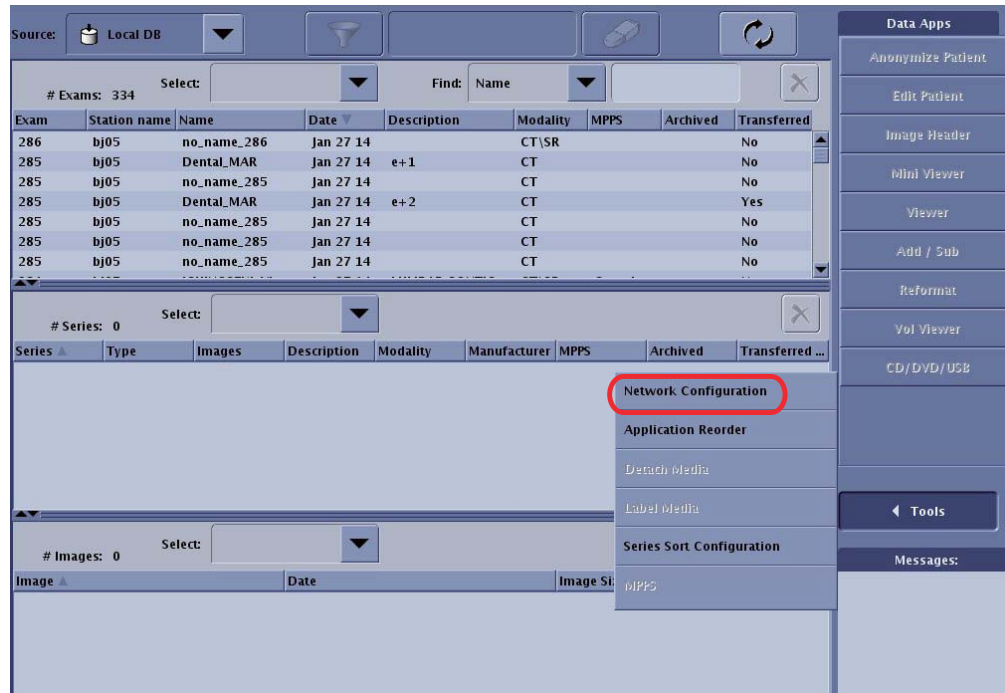 Source: Local DB
Select: Find: Name
# Exams: 334
Exam Station name Name Date Description Modality MPPS Archived Transferred
286 bj05 no_name_286 Jan 27 14 CT\SR No
285 bj05 Dental_MAR Jan 27 14 e+1 CT No
285 bj05 no_name_285 Jan 27 14 CT No
285 bj05 Dental_MAR Jan 27 14 e+2 CT Yes
285 bj05 no_name_285 Jan 27 14 CT No
285 bj05 no_name_285 Jan 27 14 CT No
285 bj05 no_name_285 Jan 27 14 CT No
Select:
# Series: 0
Series Type Images Description Modality Manufacturer MPPS Archived Transferred ...
Network Configuration
Application Reorder
Detach Media
Label Media
Series Sort Configuration
MPPS
Select:
# Images: 0
Image Date Image Si
Data Apps
Anonymize Patient
Edit Patient
Image Header
Mini Viewer
Viewer
Add / Sub
Reformat
Vol Viewer
CD/DVD/USB
Tools
Messages: